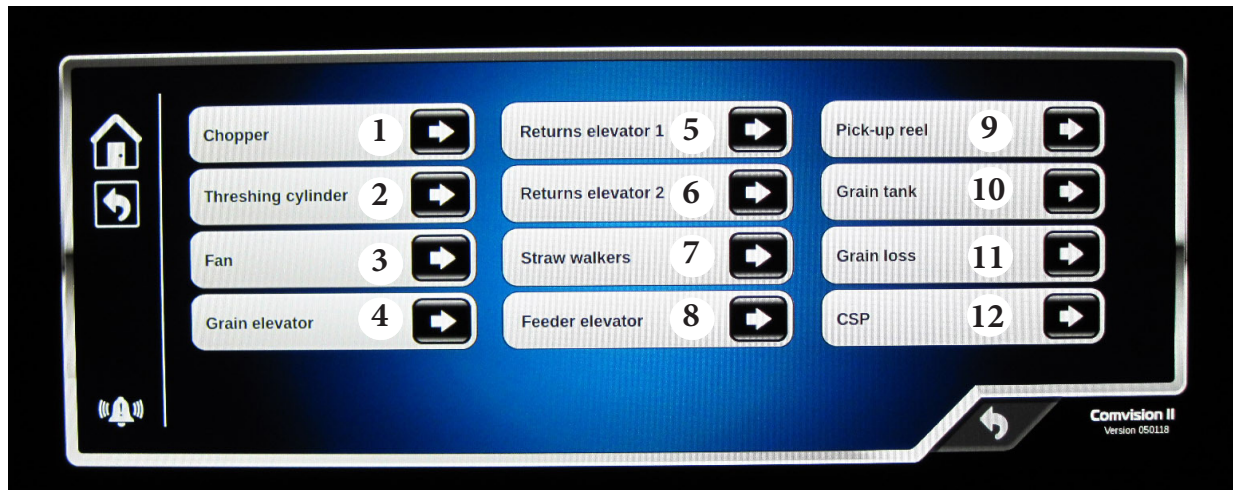 Chopper 1
Threshing cylinder 2
Fan 3
Grain elevator 4
Returns elevator 1 5
Returns elevator 2 6
Straw walkers 7
Feeder elevator 8
Pick-up reel 9
Grain tank 10
Grain loss 11
CSP 12
Comvision II
Version 050118